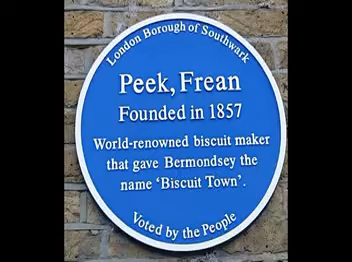 London Borough of Southwark
Peek, Frean
Founded in 1857
World-renowned biscuit maker
that gave Bermondsey the
name ‘Biscuit Town’.
Voted by the People